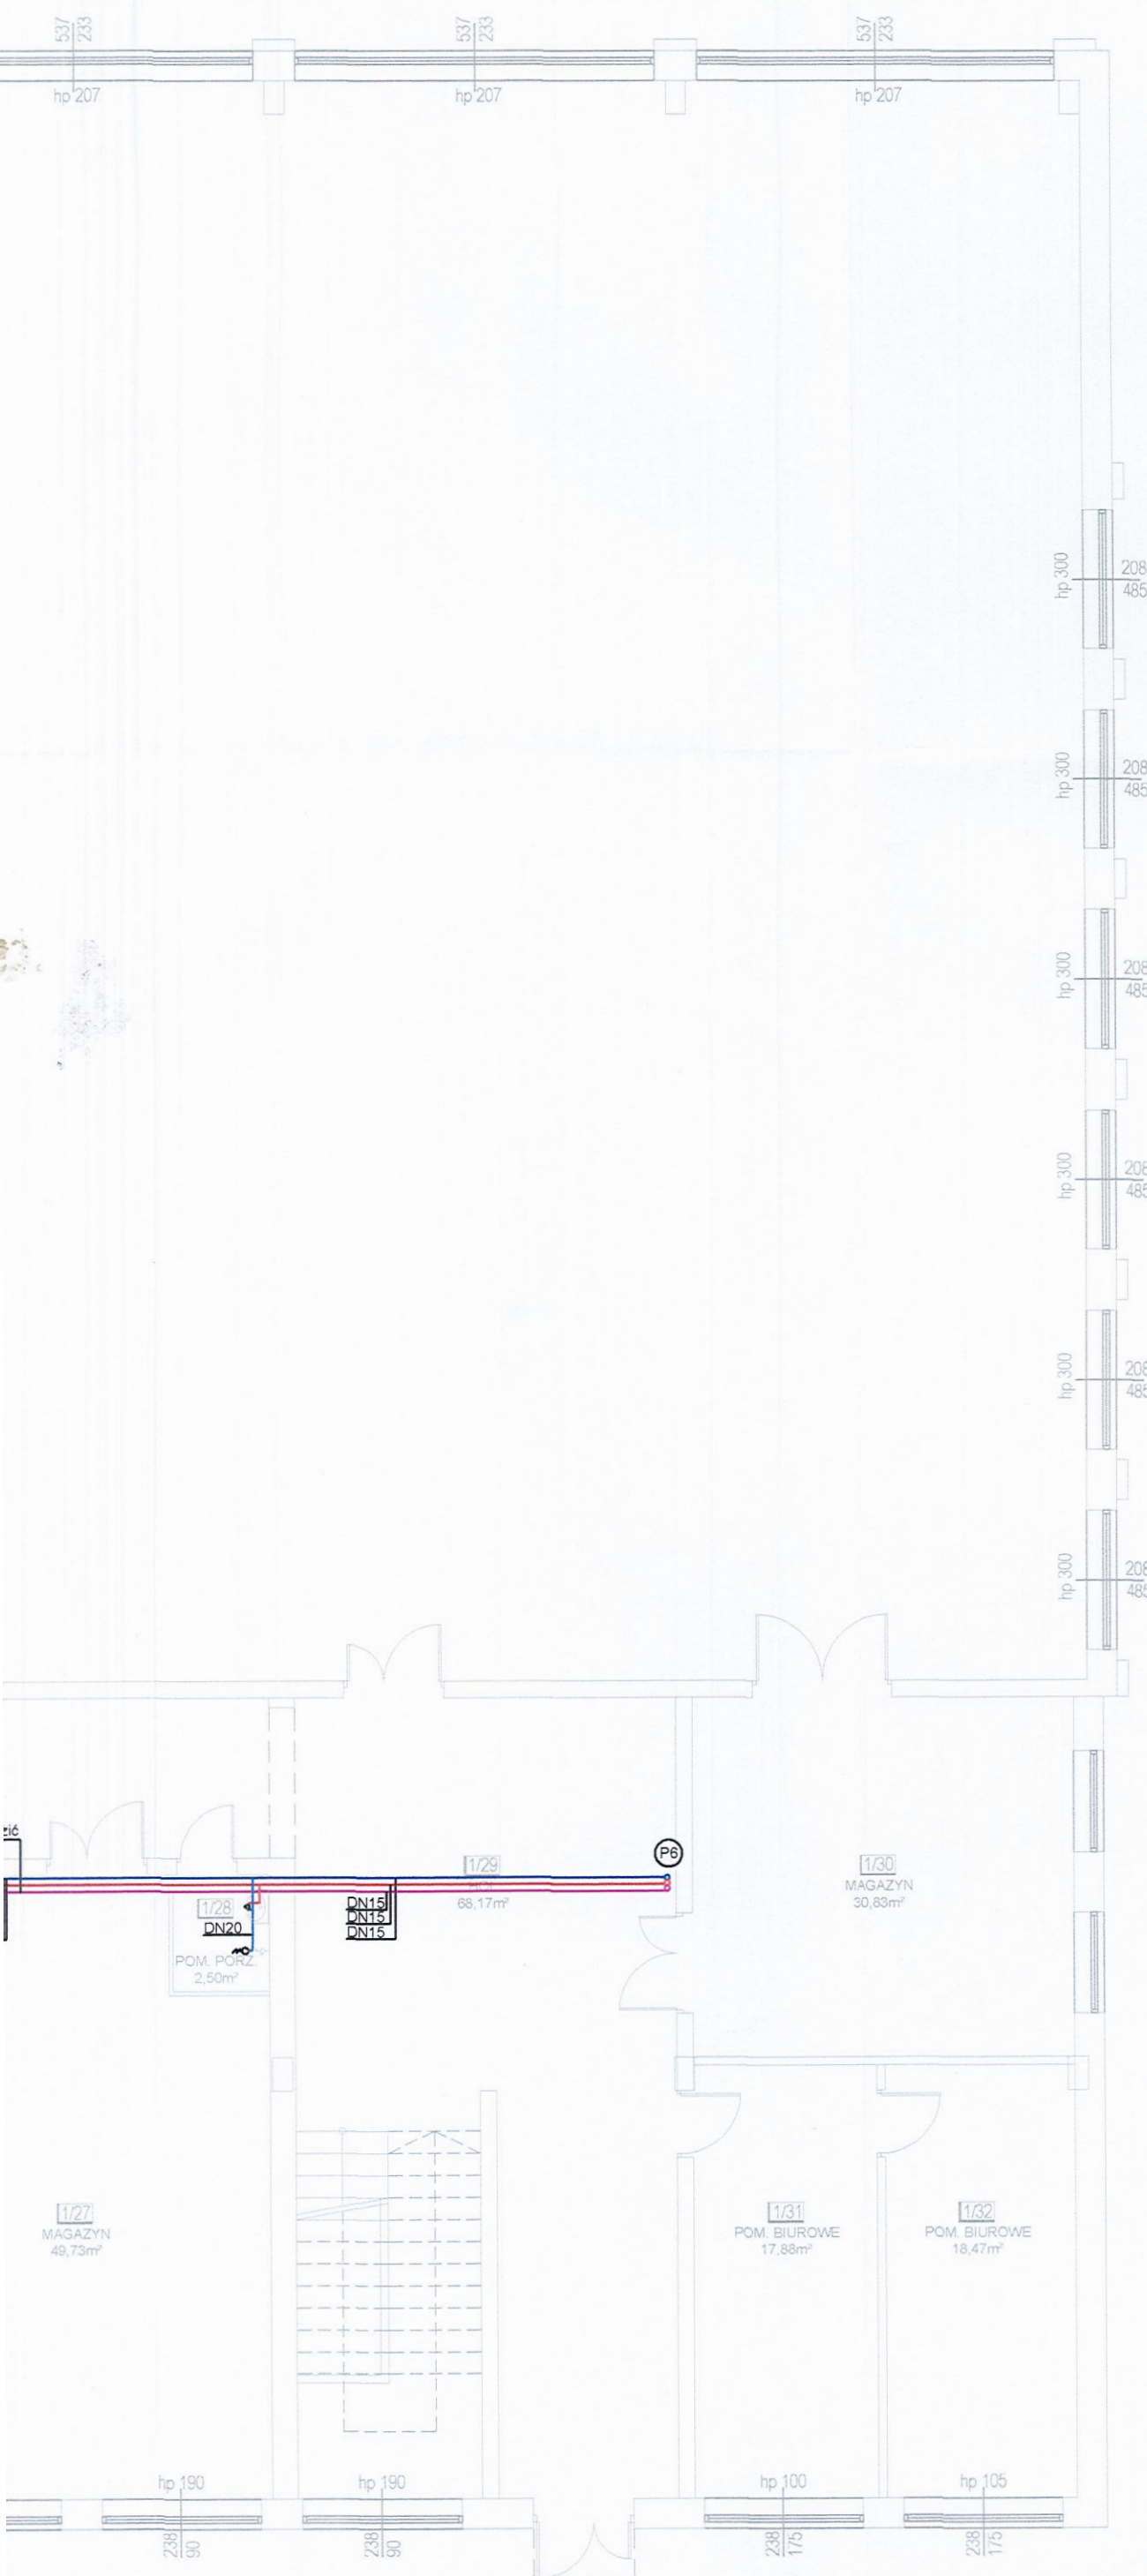 537
233
537
233
537
233
hp 207
hp 207
hp 207
hp 300
208
485
hp 300
208
485
hp 300
208
485
hp 300
208
485
hp 300
208
485
hp 300
208
485
zić
P6
1/29
68,17m²
1/30
MAGAZYN
30,83m²
1/28
DN20
POM. PORZ.
2,50m²
DN15
DN15
DN15
1/27
MAGAZYN
49,73m²
1/31
POM. BIUROWE
17,88m²
1/32
POM. BIUROWE
18,47m²
hp 190
hp 190
hp 100
hp 105
238
90
238
90
238
175
238
175